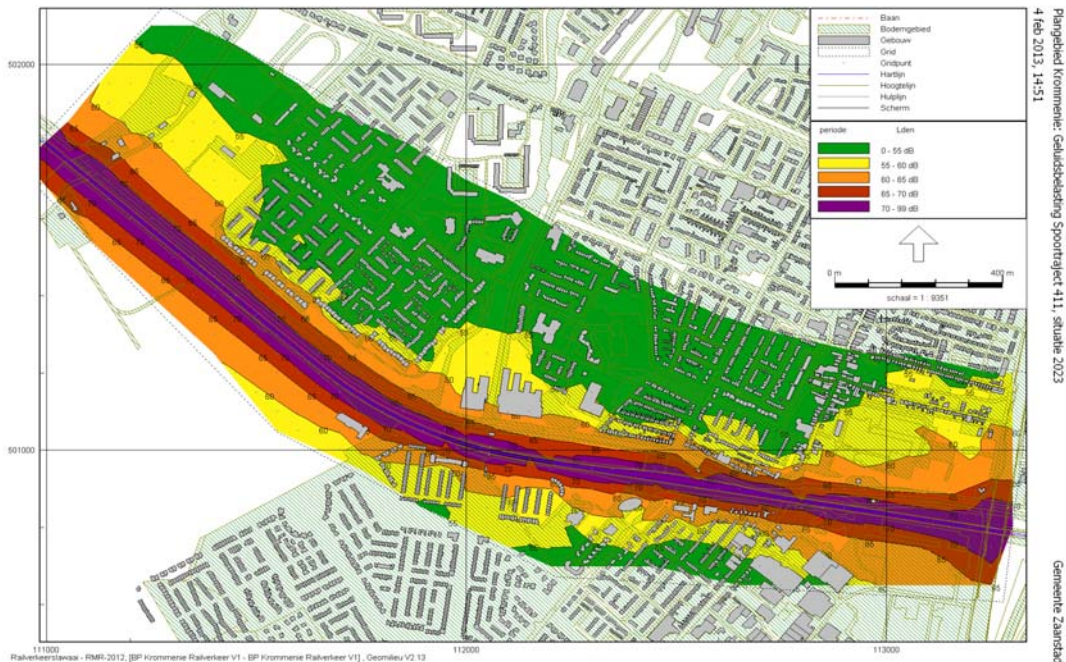 Plangebied Krommenie: Geluidsbelasting Spoortraject 411, situatie 2023
4 feb 2013, 14:51
Gemeente Zaanstad
Baan
Bodemgebied
Gebouw
Grid
Gridpunt
Hartlijn
Hoogtelijn
Hulplijn
Scherm
periode Lden
0 - 55 dB
55 - 60 dB
60 - 65 dB
65 - 70 dB
70 - 99 dB
0 m 400 m
schaal = 1 : 9351
502000
501000
111000 112000 113000
Railverkeerslawaai - RMR-2012, [BP Krommenie Railverkeer V1 - BP Krommenie Railverkeer V1] , Geomilieu V2.13